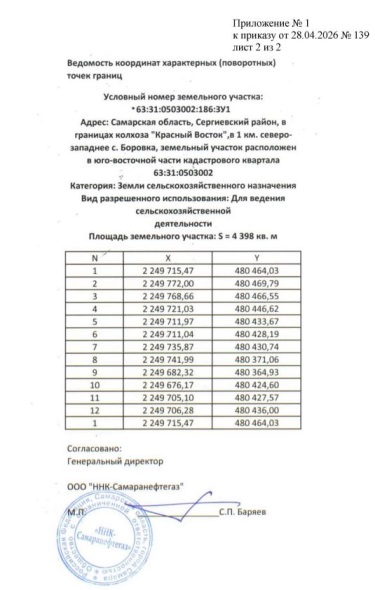 Приложение № 1
к приказу от 28.04.2026 № 139
лист 2 из 2
Ведомость координат характерных (поворотных)
точек границ
Условный номер земельного участка:
*63:31:0503002:186:ЗУ1
Адрес: Самарская область, Сергиевский район, в
границах колхоза "Красный Восток",в 1 км. северо-
западнее с. Боровка, земельный участок расположен
в юго-восточной части кадастрового квартала
63:31:0503002
Категория: Земли сельскохозяйственного назначения
Вид разрешенного использования: Для ведения
сельскохозяйственной
деятельности
Площадь земельного участка: S = 4 398 кв. м
N X Y
1 2 249 715,47 480 464,03
2 2 249 772,00 480 469,79
3 2 249 768,66 480 466,55
4 2 249 721,03 480 446,62
5 2 249 711,97 480 433,67
6 2 249 711,04 480 428,19
7 2 249 735,87 480 430,74
8 2 249 741,99 480 371,06
9 2 249 682,32 480 364,93
10 2 249 676,17 480 424,60
11 2 249 705,10 480 427,57
12 2 249 706,28 480 436,00
1 2 249 715,47 480 464,03
Согласовано:
Генеральный директор
ООО "ННК-Самаранефтегаз"
М.П. С.П. Баряев
«ННК-
Самаранефтегаз»